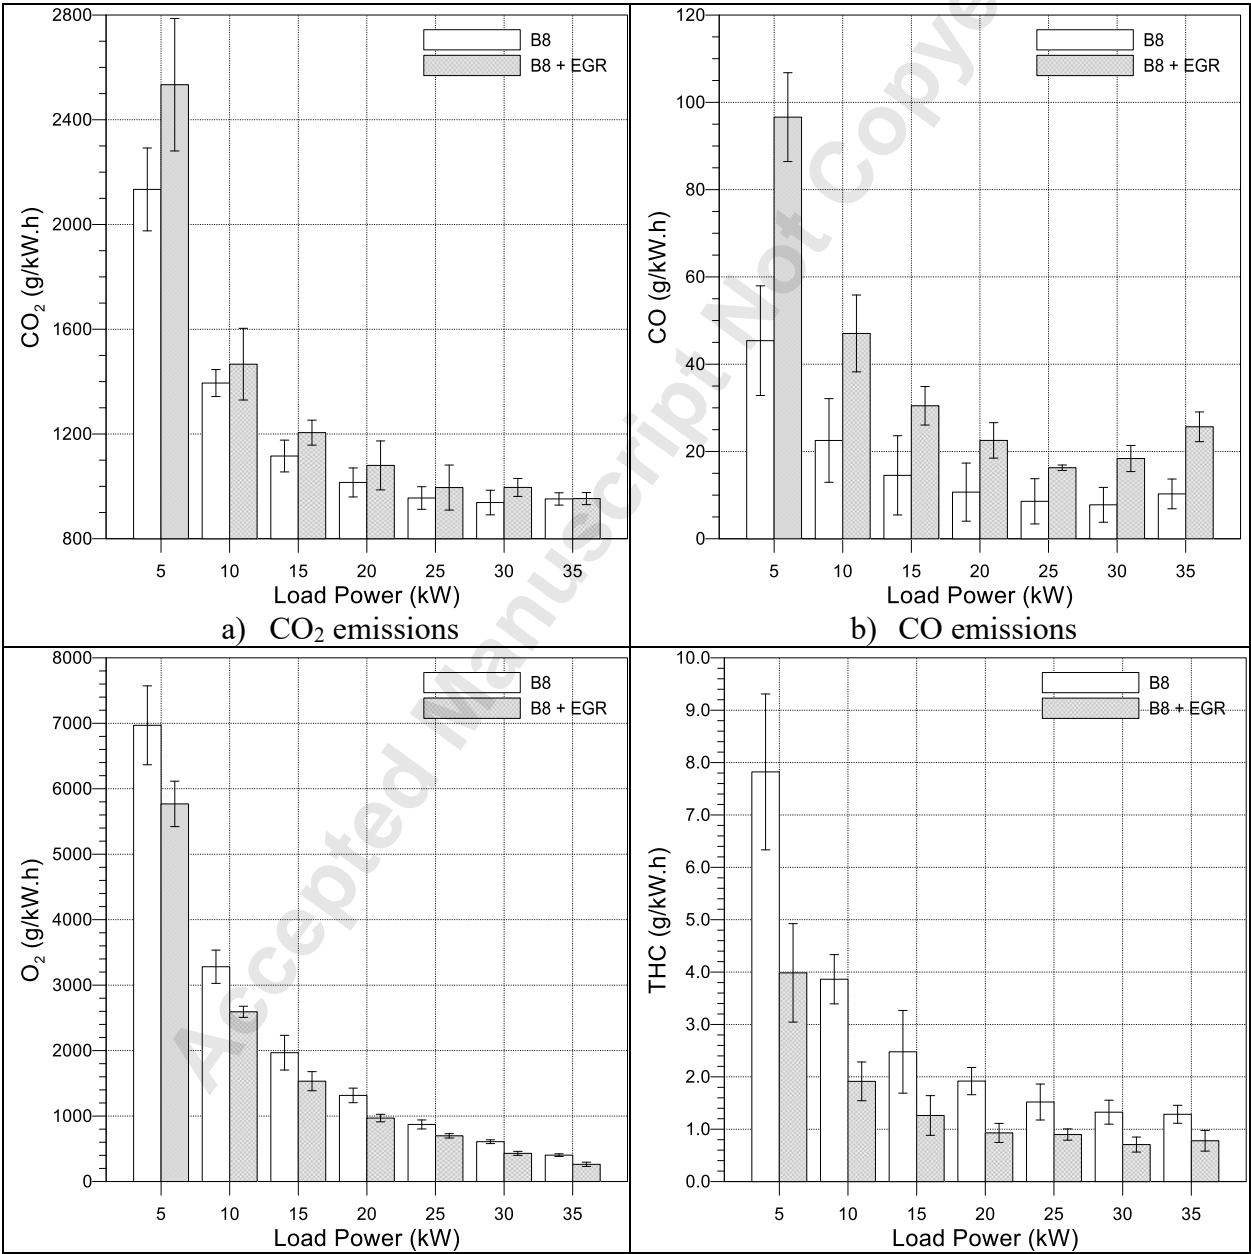 2800
2400
2000
1600
1200
800
CO2 (g/kW.h)
B8
B8 + EGR
5 10 15 20 25 30 35
Load Power (kW)
a) CO2 emissions
120
100
80
60
40
20
0
CO (g/kW.h)
B8
B8 + EGR
5 10 15 20 25 30 35
Load Power (kW)
b) CO emissions
8000
7000
6000
5000
4000
3000
2000
1000
0
O2 (g/kW.h)
B8
B8 + EGR
5 10 15 20 25 30 35
Load Power (kW)
10.0
9.0
8.0
7.0
6.0
5.0
4.0
3.0
2.0
1.0
0.0
THC (g/kW.h)
B8
B8 + EGR
5 10 15 20 25 30 35
Load Power (kW)
Accepted Manuscript Not Copye